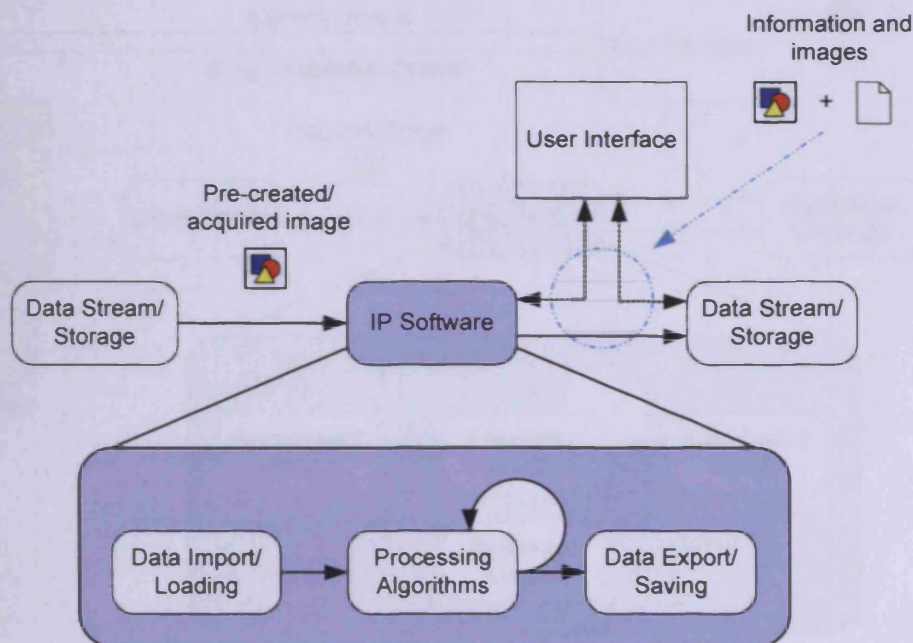 Information and
images
+
User Interface
Pre-created/
acquired image
Data Stream/
Storage
IP Software
Data Stream/
Storage
Data Import/
Loading
Processing
Algorithms
Data Export/
Saving